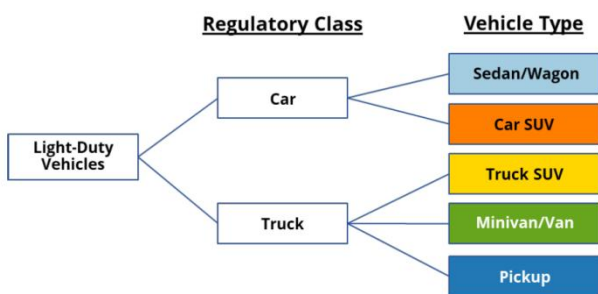 Regulatory Class
Vehicle Type
Light-Duty
Vehicles
Car
Truck
Sedan/Wagon
Car SUV
Truck SUV
Minivan/Van
Pickup